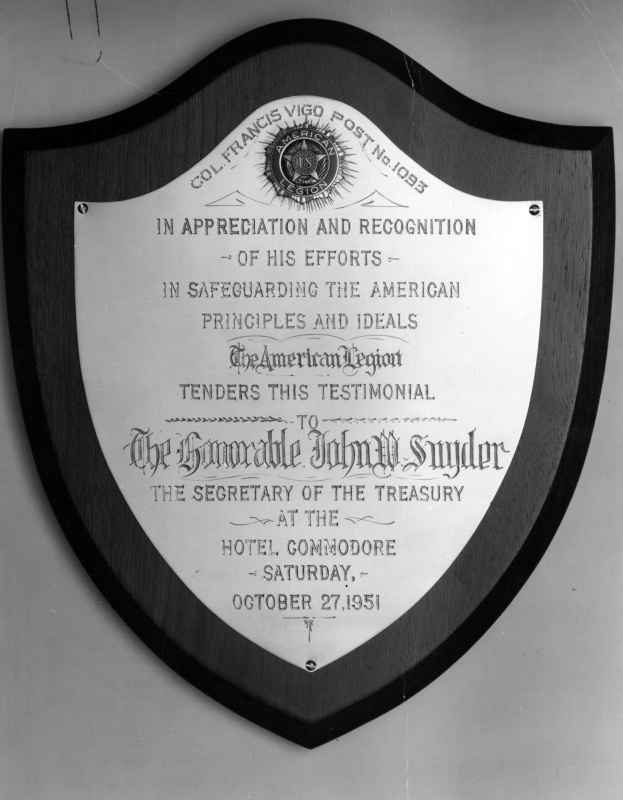 COL. FRANCIS VIGO POST No. 1093
AMERICAN
U.S
LEGION
IN APPRECIATION AND RECOGNITION
- OF HIS EFFORTS -
IN SAFEGUARDING THE AMERICAN
PRINCIPLES AND IDEALS
The American Legion
TENDERS THIS TESTIMONIAL
TO
The Honorable John W. Snyder
THE SECRETARY OF THE TREASURY
AT THE
HOTEL COMMODORE
- SATURDAY, -
OCTOBER 27, 1951